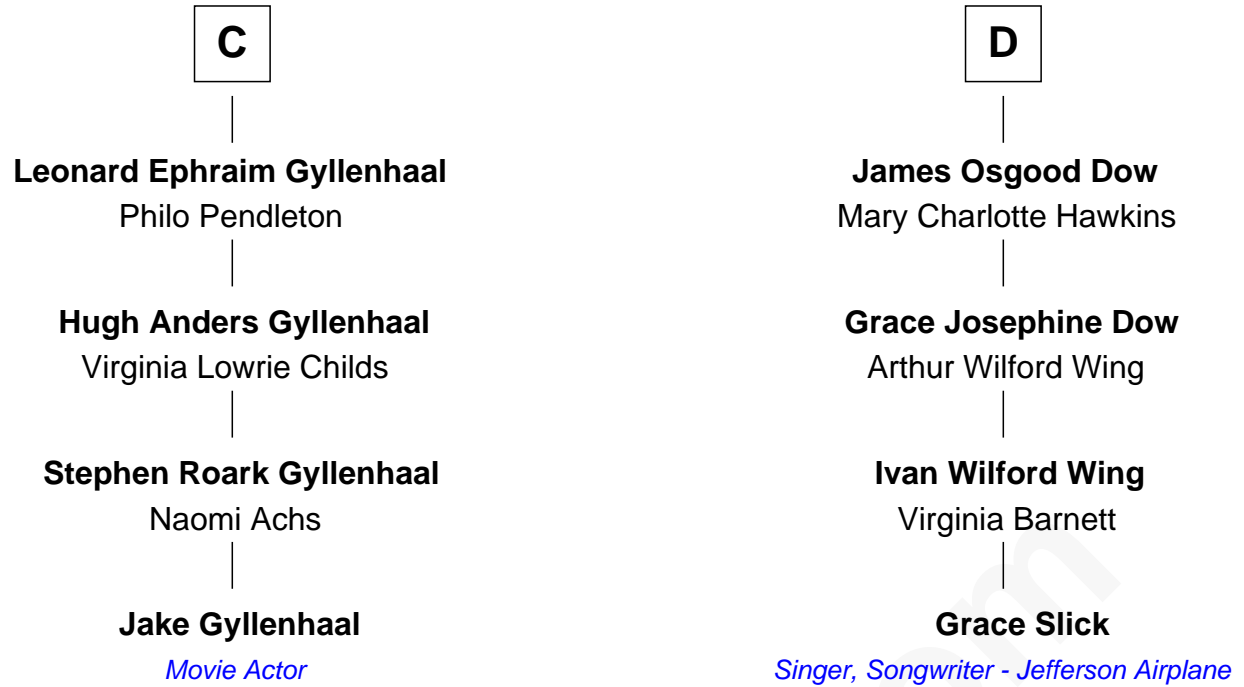 C
Leonard Ephraim Gyllenhaal
Philo Pendleton
Hugh Anders Gyllenhaal
Virginia Lowrie Childs
Stephen Roark Gyllenhaal
Naomi Achs
Jake Gyllenhaal
Movie Actor
D
James Osgood Dow
Mary Charlotte Hawkins
Grace Josephine Dow
Arthur Wilford Wing
Ivan Wilford Wing
Virginia Barnett
Grace Slick
Singer, Songwriter - Jefferson Airplane